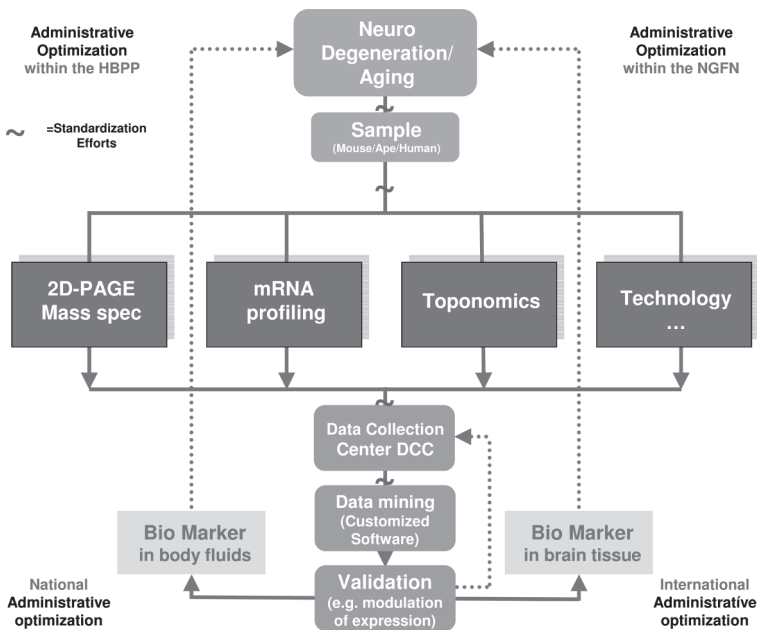 Administrative
Optimization
within the HBPP
Neuro
Degeneration/
Aging
Administrative
Optimization
within the NGFN
~ =Standardization
Efforts
Sample
(Mouse/Ape/Human)
2D-PAGE
Mass spec
mRNA
profiling
Toponomics
Technology
...
Data Collection
Center DCC
Data mining
(Customized
Software)
Bio Marker
in body fluids
Bio Marker
in brain tissue
Validation
(e.g. modulation
of expression)
National
Administrative
optimization
International
Administratíve
optimization